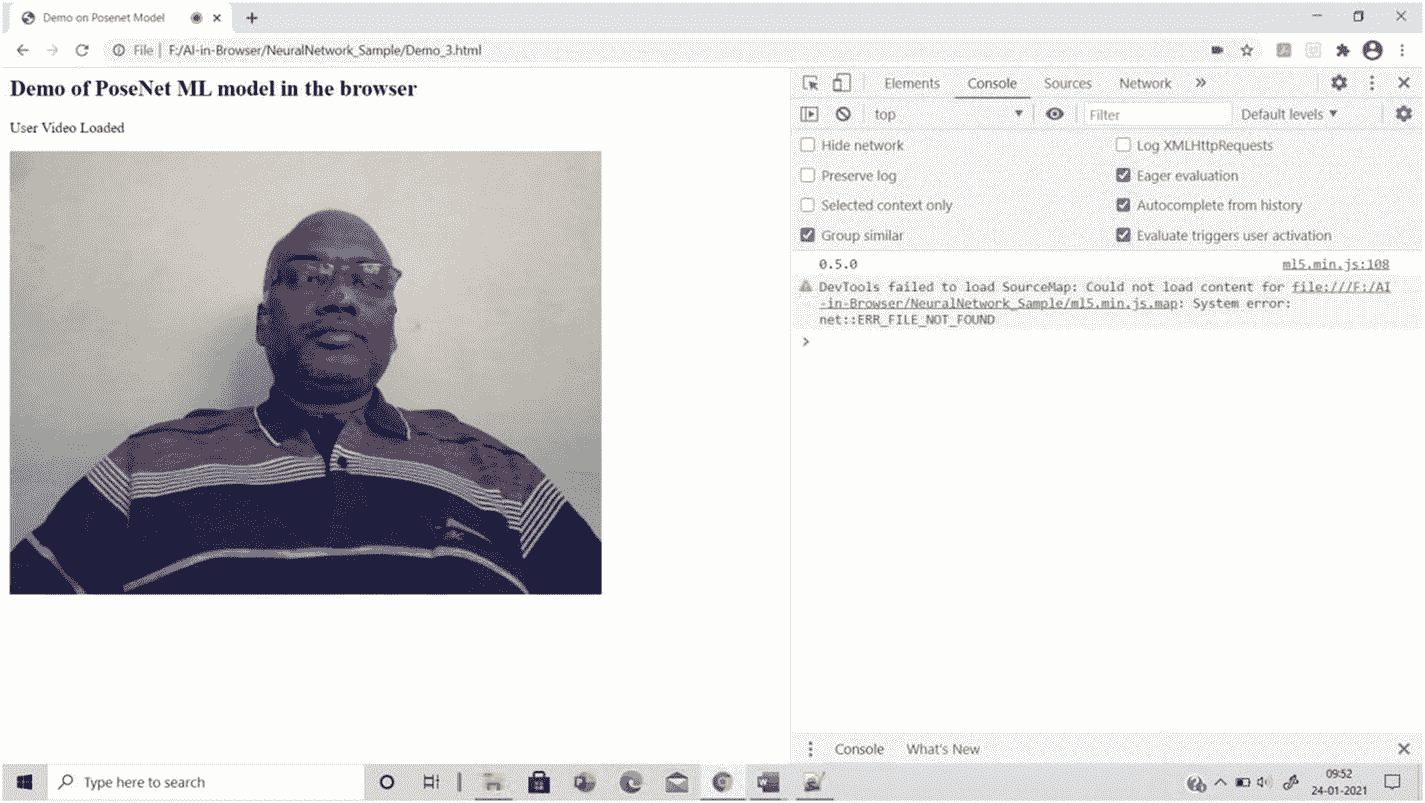 Demo on Posenet Model
File | F:/AI-in-Browser/NeuralNetwork_Sample/Demo_3.html
Demo of PoseNet ML model in the browser
User Video Loaded
Elements Console Sources Network
top Filter Default levels
Hide network Log XMLHttpRequests
Preserve log Eager evaluation
Selected context only Autocomplete from history
Group similar Evaluate triggers user activation
0.5.0 ml5.min.js:108
DevTools failed to load SourceMap: Could not load content for file:///F:/AI
-in-Browser/NeuralNetwork_Sample/ml5.min.js.map: System error:
net::ERR_FILE_NOT_FOUND
Console What's New
Type here to search
09:52
24-01-2021